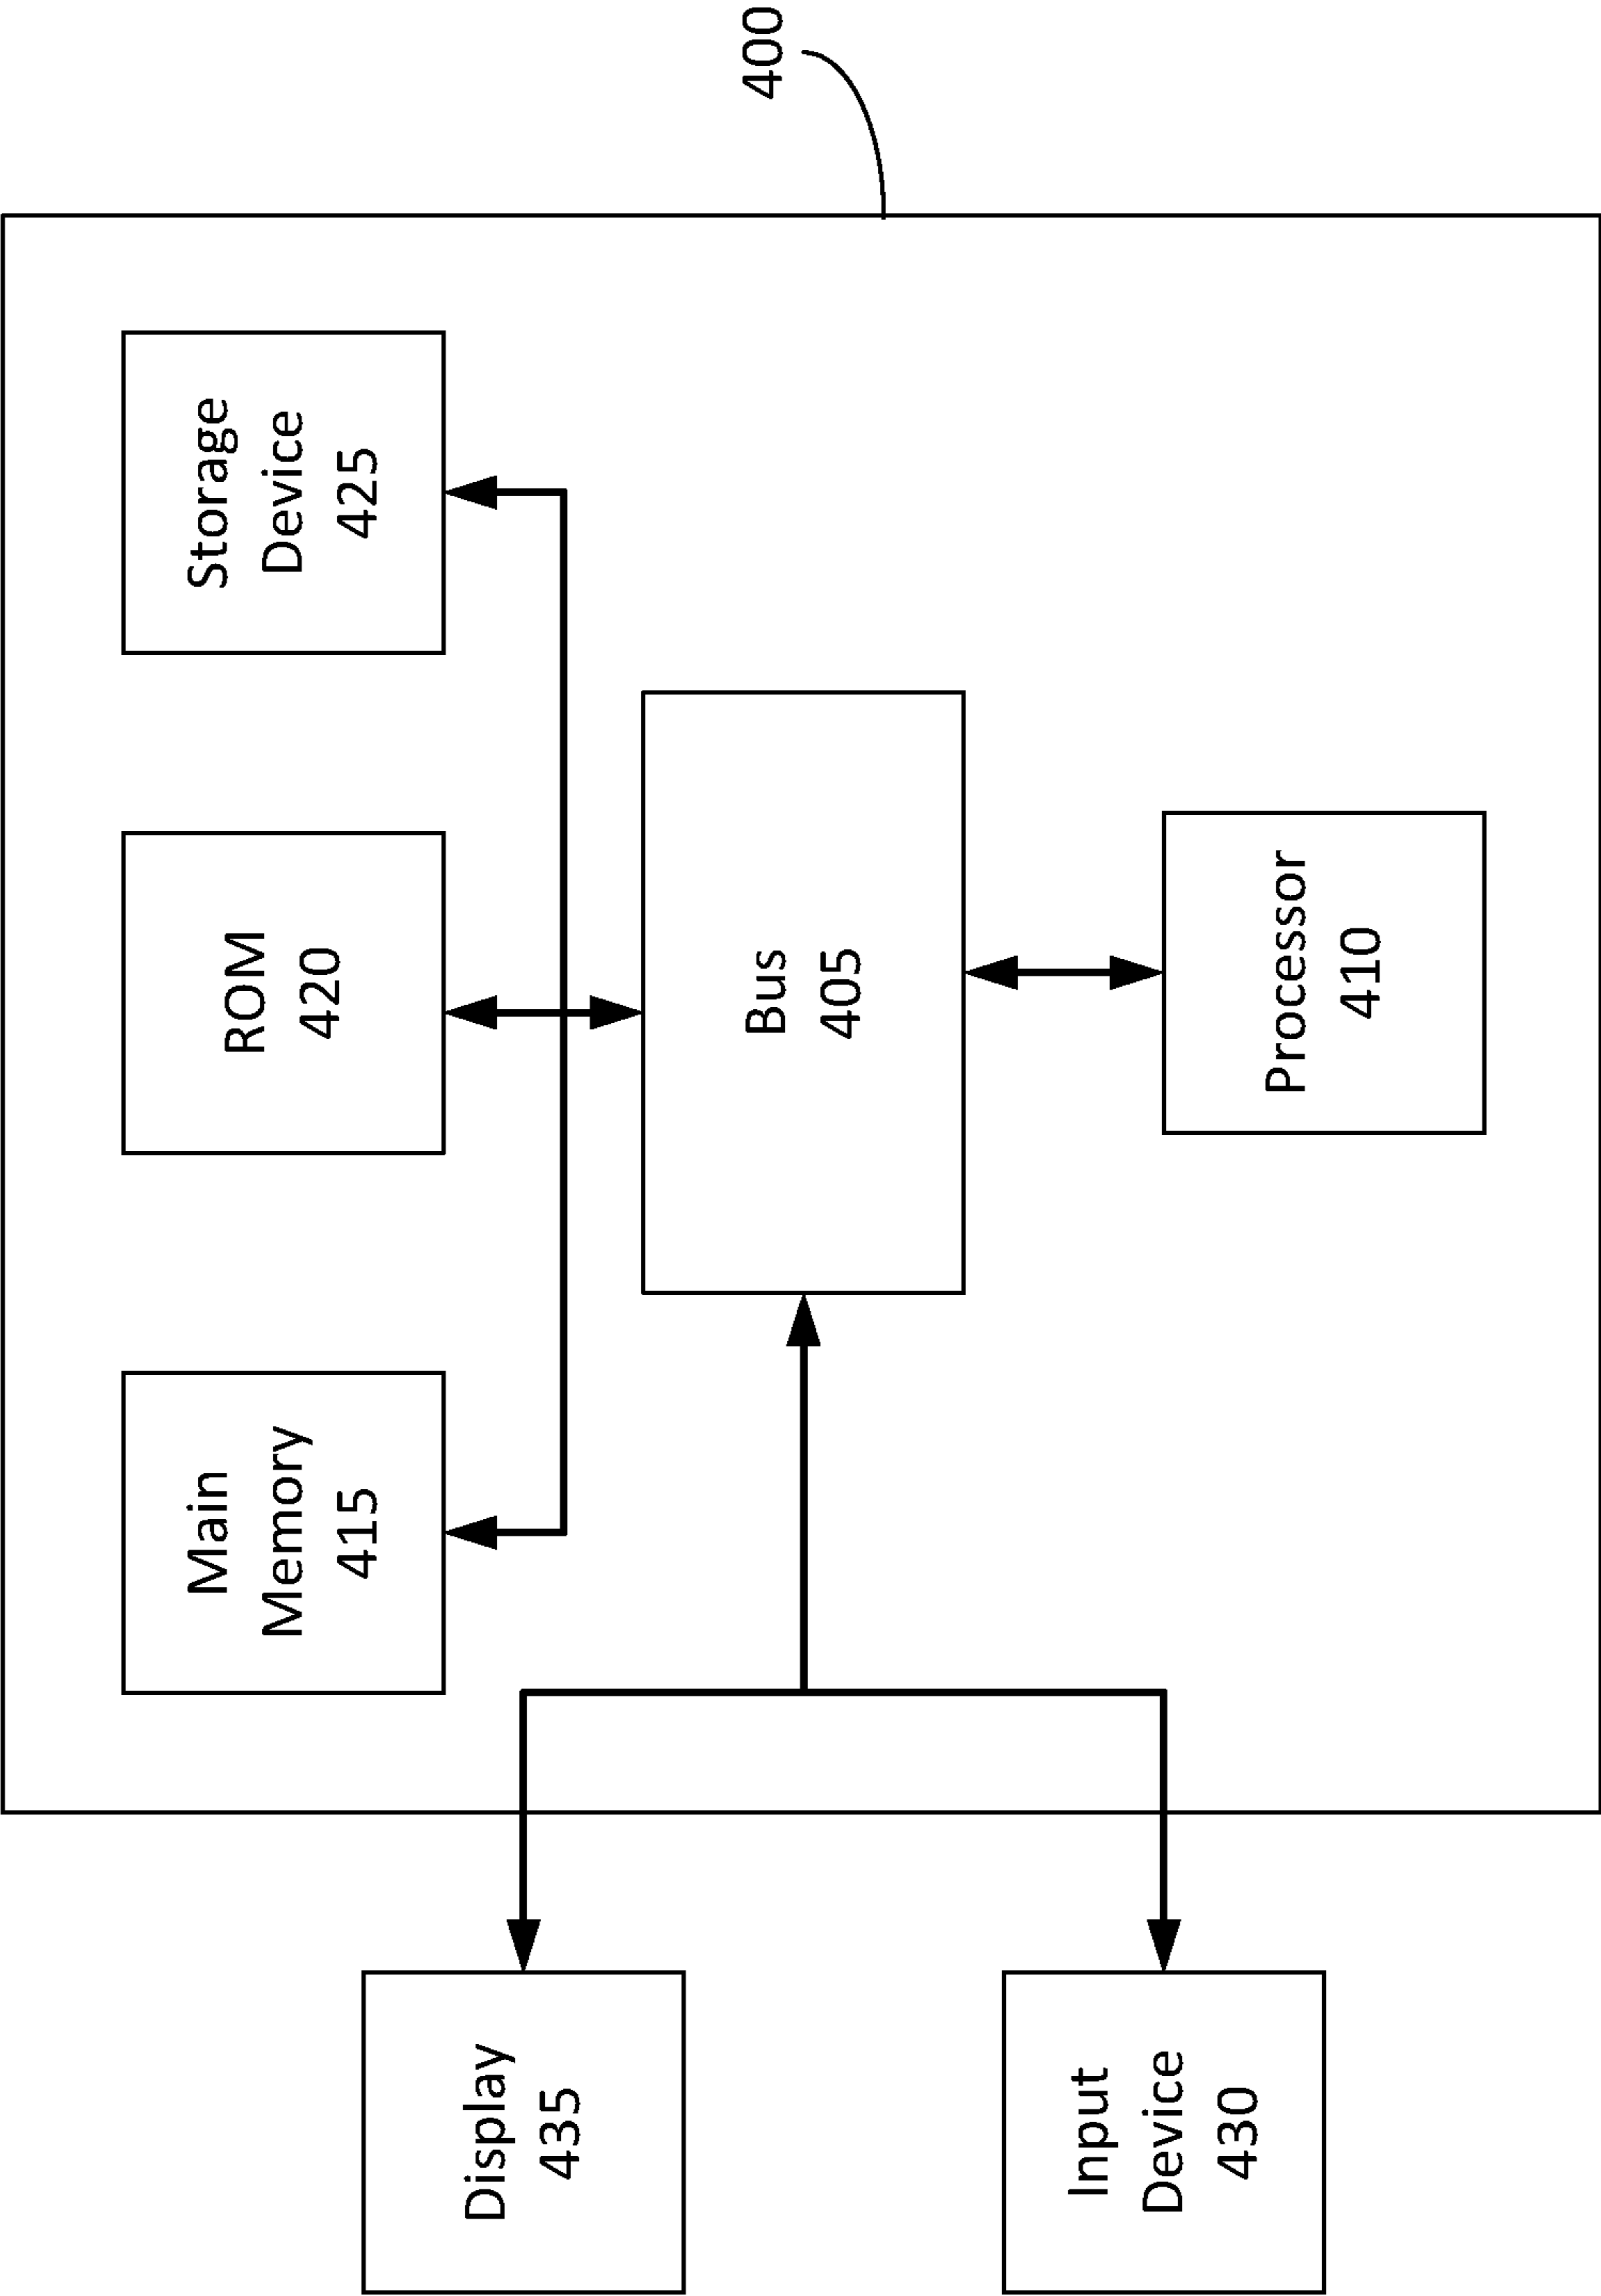 400
Main
Memory
415
ROM
420
Storage
Device
425
Display
435
Bus
405
Input
Device
430
Processor
410